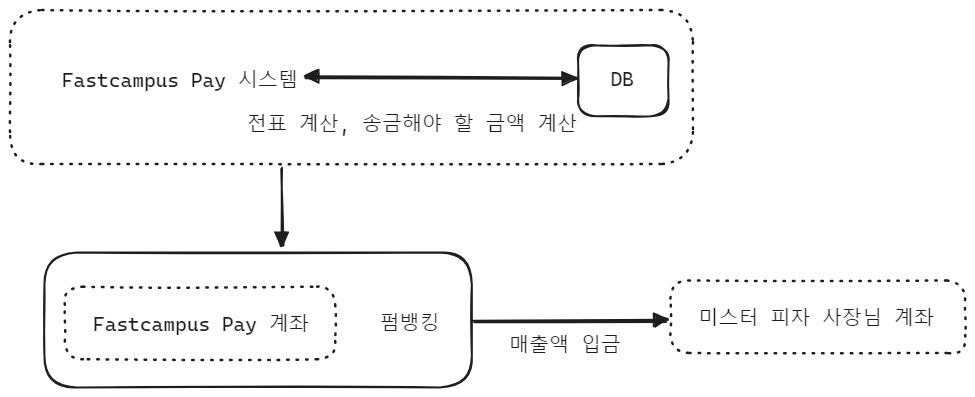 Fastcampus Pay 시스템
DB
전표 계산, 송금해야 할 금액 계산
Fastcampus Pay 계좌
펌뱅킹
미스터 피자 사장님 계좌
매출액 입금